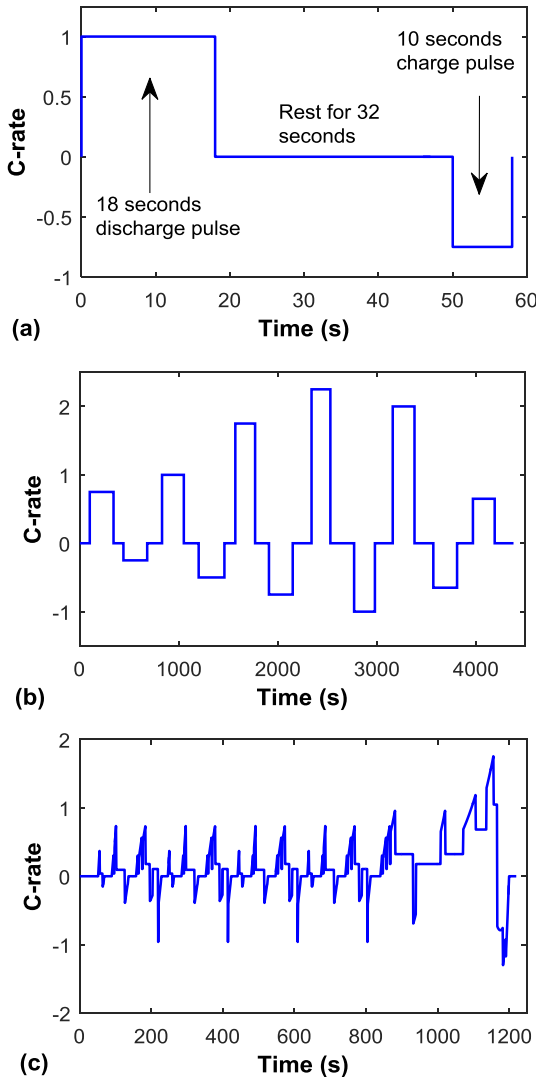 1
0.5
0
-0.5
-1
C-rate
10 seconds
charge pulse
Rest for 32
seconds
18 seconds
discharge pulse
0 10 20 30 40 50 60
Time (s)
(a)
2
1
0
-1
C-rate
0 1000 2000 3000 4000
Time (s)
(b)
2
1
0
-1
-2
C-rate
0 200 400 600 800 1000 1200
Time (s)
(c)